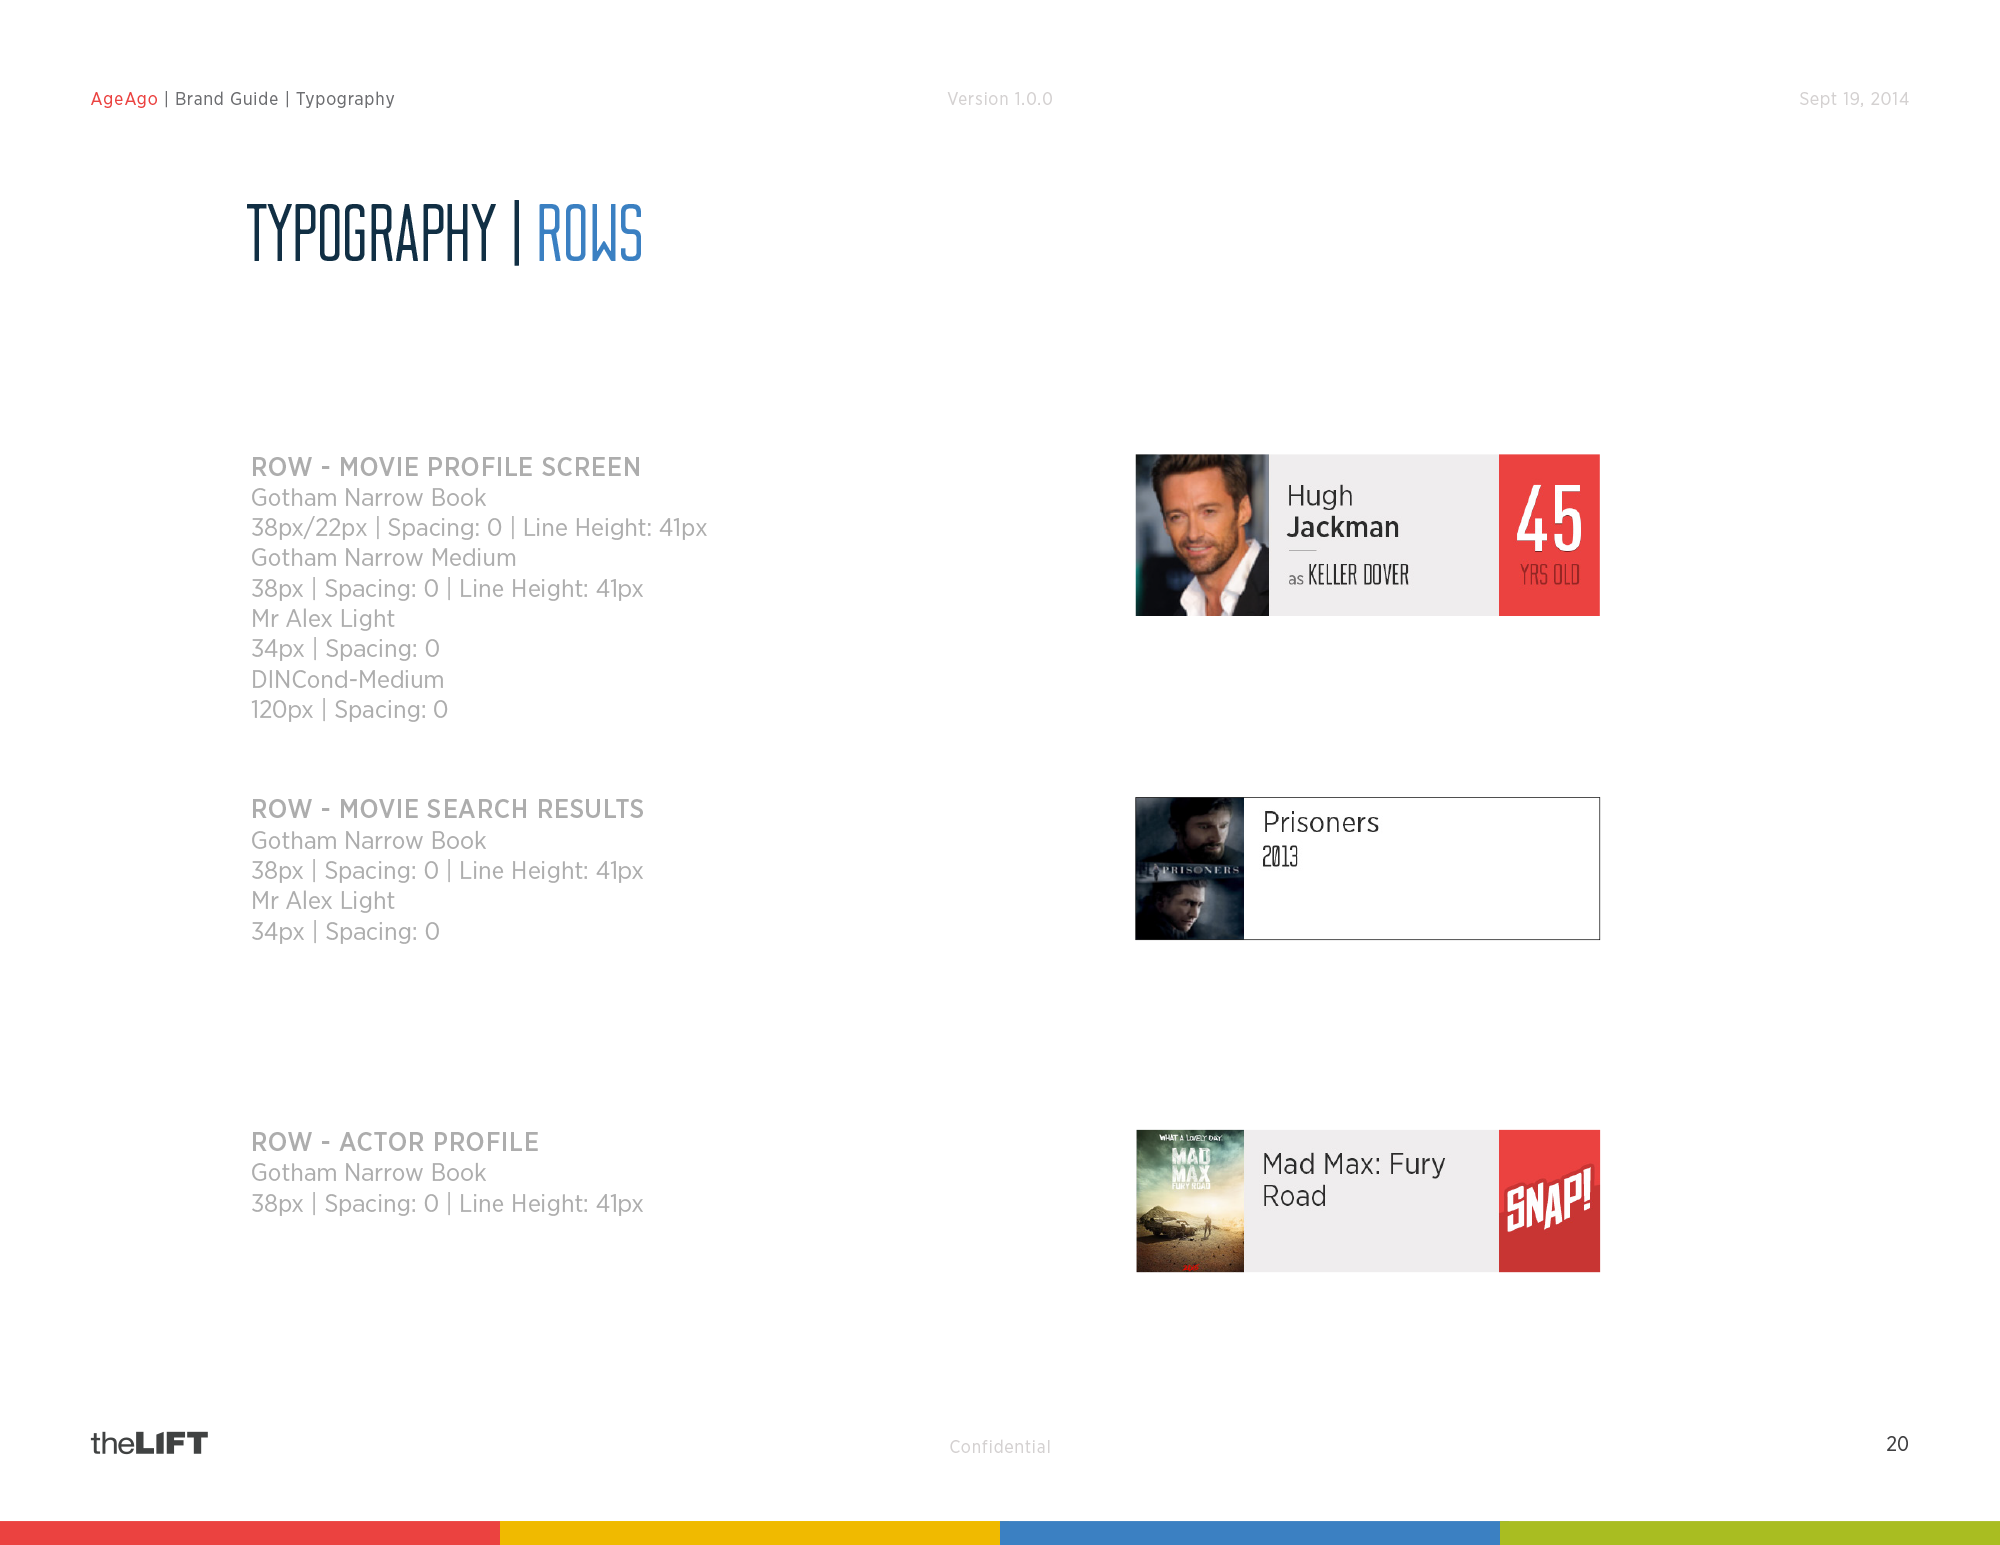 AgeAgo | Brand Guide | Typography
Version 1.0.0
Sept 19, 2014
TYPOGRAPHY | ROWS
ROW - MOVIE PROFILE SCREEN
Gotham Narrow Book
38px/22px | Spacing: 0 | Line Height: 41px
Gotham Narrow Medium
38px | Spacing: 0 | Line Height: 41px
Mr Alex Light
34px | Spacing: 0
DINCond-Medium
120px | Spacing: 0
Hugh
Jackman
as KELLER DOVER
45
YRS OLD
ROW - MOVIE SEARCH RESULTS
Gotham Narrow Book
38px | Spacing: 0 | Line Height: 41px
Mr Alex Light
34px | Spacing: 0
PRISONERS
Prisoners
2013
ROW - ACTOR PROFILE
Gotham Narrow Book
38px | Spacing: 0 | Line Height: 41px
WHAT A LOVELY DAY.
MAD
MAX
FURY ROAD
Mad Max: Fury
Road
SNAP!
theLIFT
Confidential
20